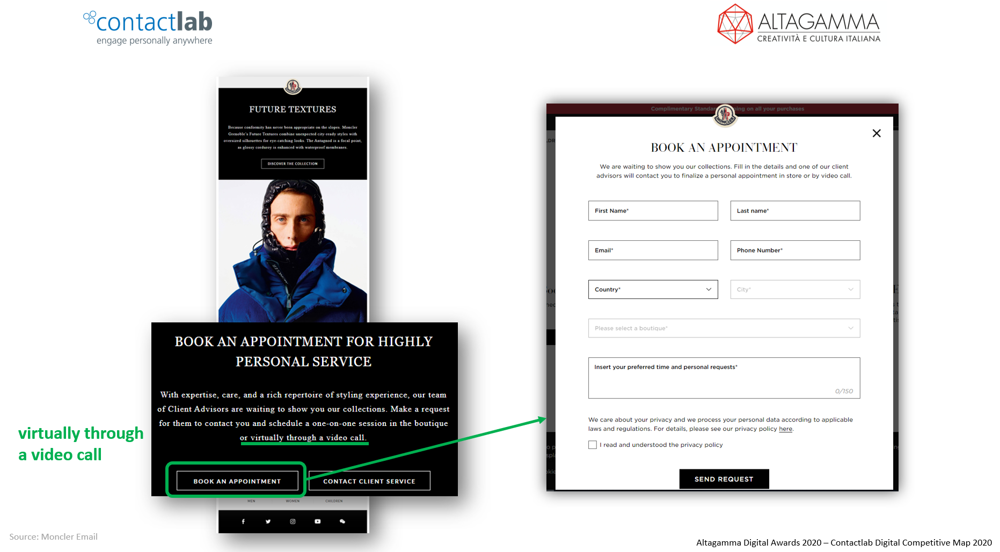 contactlab
engage personally anywhere
ALTAGAMMA
CREATIVITÀ E CULTURA ITALIANA
MONCLER
FUTURE TEXTURES
Because conformity has never been appropriate on the slopes. Moncler
Grenoble's Future Textures combine unexpected city-ready styles with
oversized silhouettes for eye-catching looks. The Antagnod is a focal point,
as glossy corduroy is enhanced with waterproof membranes.
DISCOVER THE COLLECTION
MONCLER
BOOK AN APPOINTMENT FOR HIGHLY
PERSONAL SERVICE
With expertise, care, and a rich repertoire of styling experience, our team
of Client Advisors are waiting to show you our collections. Make a request
for them to contact you and schedule a one-on-one session in the boutique
or virtually through a video call.
BOOK AN APPOINTMENT
CONTACT CLIENT SERVICE
MEN WOMEN CHILDREN
virtually through
a video call
Complimentary Standard ping on all your purchases
MONCLER
BOOK AN APPOINTMENT
We are waiting to show you our collections. Fill in the details and one of our client
advisors will contact you to finalize a personal appointment in store or by video call.
First Name*
Last name*
Email*
Phone Number*
Country*
City*
Please select a boutique*
Insert your preferred time and personal requests*
0/150
We care about your privacy and we process your personal data according to applicable
laws and regulations. For details, please see our privacy policy here.
I read and understood the privacy policy
SEND REQUEST
Source: Moncler Email
Altagamma Digital Awards 2020 – Contactlab Digital Competitive Map 2020